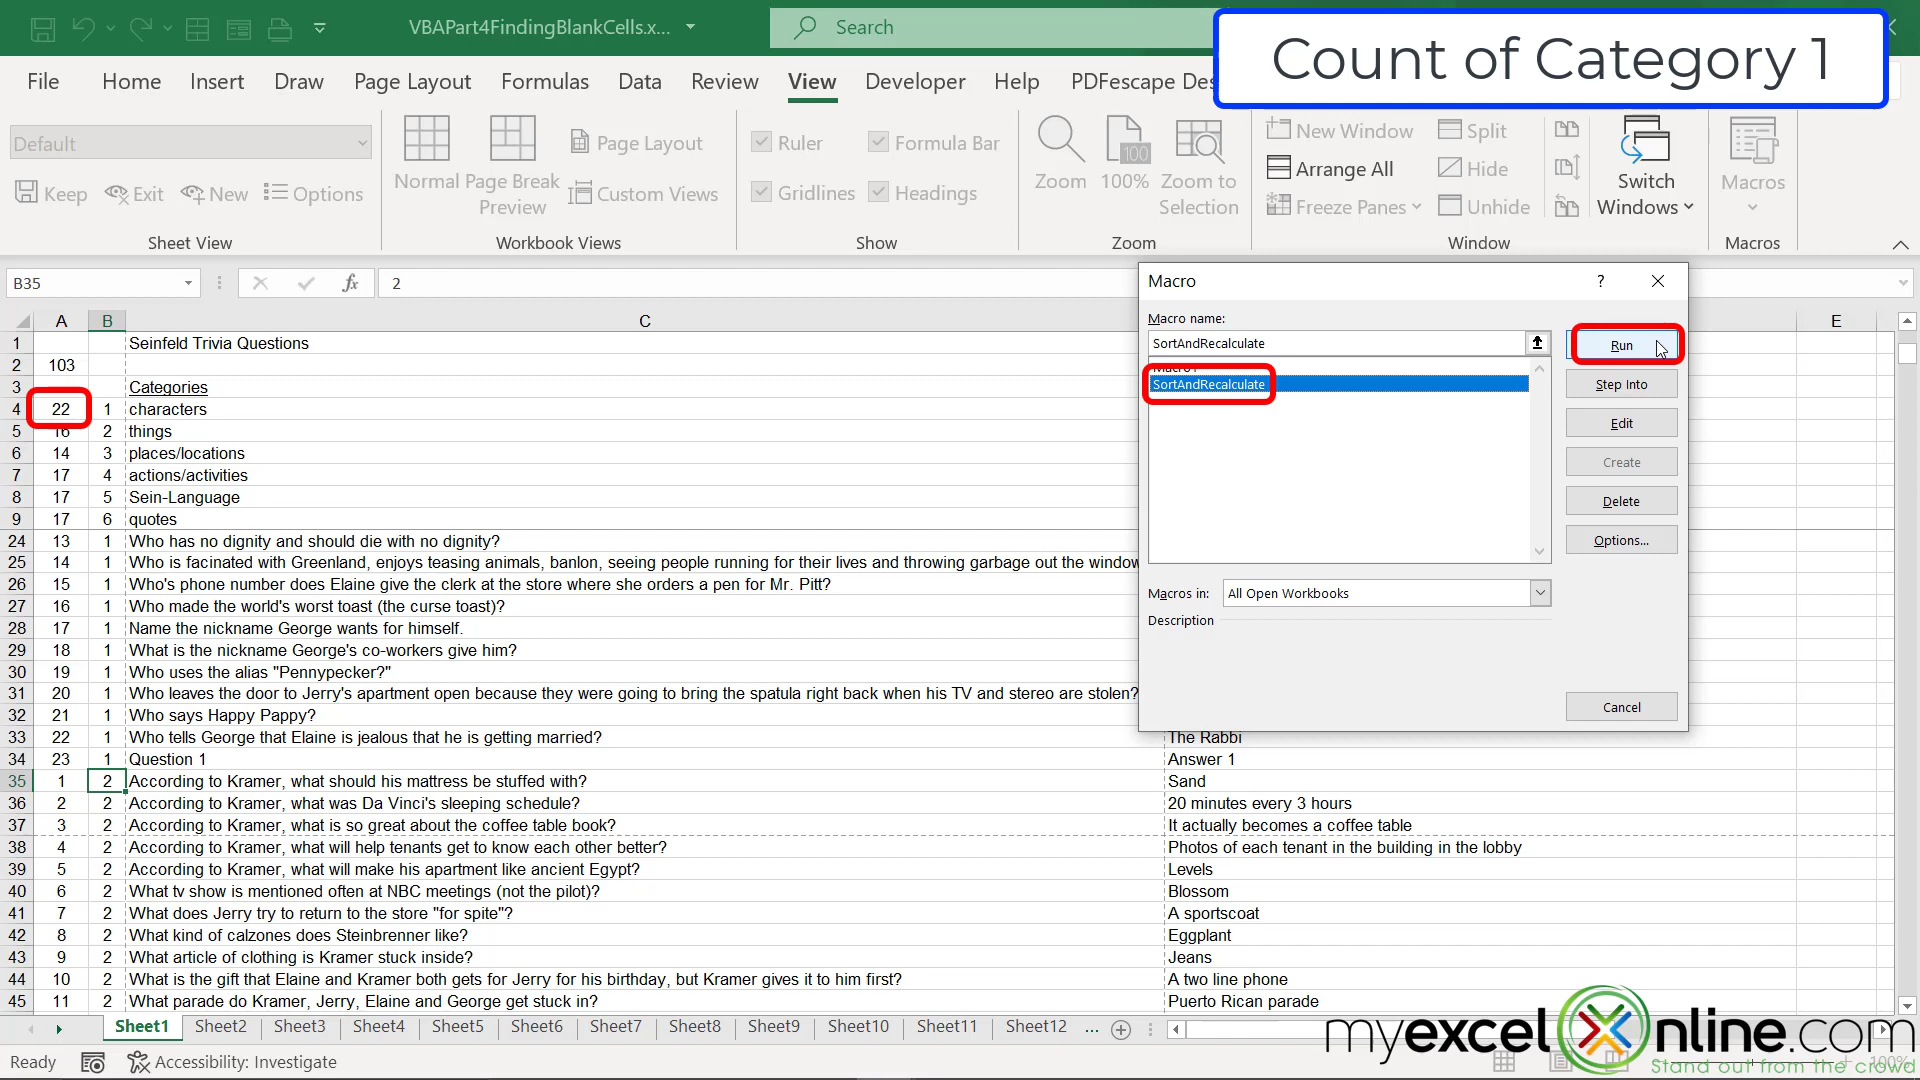 VBAPart4FindingBlankCells.x...
Search
Count of Category 1
File Home Insert Draw Page Layout Formulas Data Review View Developer Help PDFescape Des
Default
Keep Exit New Options
Sheet View
Normal Page Break Preview
Page Layout
Custom Views
Workbook Views
Ruler Formula Bar
Gridlines Headings
Show
Zoom 100% Zoom to Selection
100
Zoom
New Window Split
Arrange All Hide
Freeze Panes Unhide
Switch Windows
Window
Macros
Macros
B35 fx 2
A B C E
1 Seinfeld Trivia Questions
2 103
3 Categories
4 22 1 characters
5 16 2 things
6 14 3 places/locations
7 17 4 actions/activities
8 17 5 Sein-Language
9 17 6 quotes
24 13 1 Who has no dignity and should die with no dignity?
25 14 1 Who is facinated with Greenland, enjoys teasing animals, banlon, seeing people running for their lives and throwing garbage out the window
26 15 1 Who's phone number does Elaine give the clerk at the store where she orders a pen for Mr. Pitt?
27 16 1 Who made the world's worst toast (the curse toast)?
28 17 1 Name the nickname George wants for himself.
29 18 1 What is the nickname George's co-workers give him?
30 19 1 Who uses the alias "Pennypecker?"
31 20 1 Who leaves the door to Jerry's apartment open because they were going to bring the spatula right back when his TV and stereo are stolen?
32 21 1 Who says Happy Pappy?
33 22 1 Who tells George that Elaine is jealous that he is getting married? The Rabbi
34 23 1 Question 1 Answer 1
35 1 2 According to Kramer, what should his mattress be stuffed with? Sand
36 2 2 According to Kramer, what was Da Vinci's sleeping schedule? 20 minutes every 3 hours
37 3 2 According to Kramer, what is so great about the coffee table book? It actually becomes a coffee table
38 4 2 According to Kramer, what will help tenants get to know each other better? Photos of each tenant in the building in the lobby
39 5 2 According to Kramer, what will make his apartment like ancient Egypt? Levels
40 6 2 What tv show is mentioned often at NBC meetings (not the pilot)? Blossom
41 7 2 What does Jerry try to return to the store "for spite"? A sportscoat
42 8 2 What kind of calzones does Steinbrenner like? Eggplant
43 9 2 What article of clothing is Kramer stuck inside? Jeans
44 10 2 What is the gift that Elaine and Kramer both gets for Jerry for his birthday, but Kramer gives it to him first? A two line phone
45 11 2 What parade do Kramer, Jerry, Elaine and George get stuck in? Puerto Rican parade
Macro ?
Macro name:
SortAndRecalculate
Macro1
SortAndRecalculate
Run
Step Into
Edit
Create
Delete
Options...
Macros in: All Open Workbooks
Description
Cancel
Sheet1 Sheet2 Sheet3 Sheet4 Sheet5 Sheet6 Sheet7 Sheet8 Sheet9 Sheet10 Sheet11 Sheet12 ...
Ready Accessibility: Investigate
100%
myexcelonline.com
Stand out from the crowd